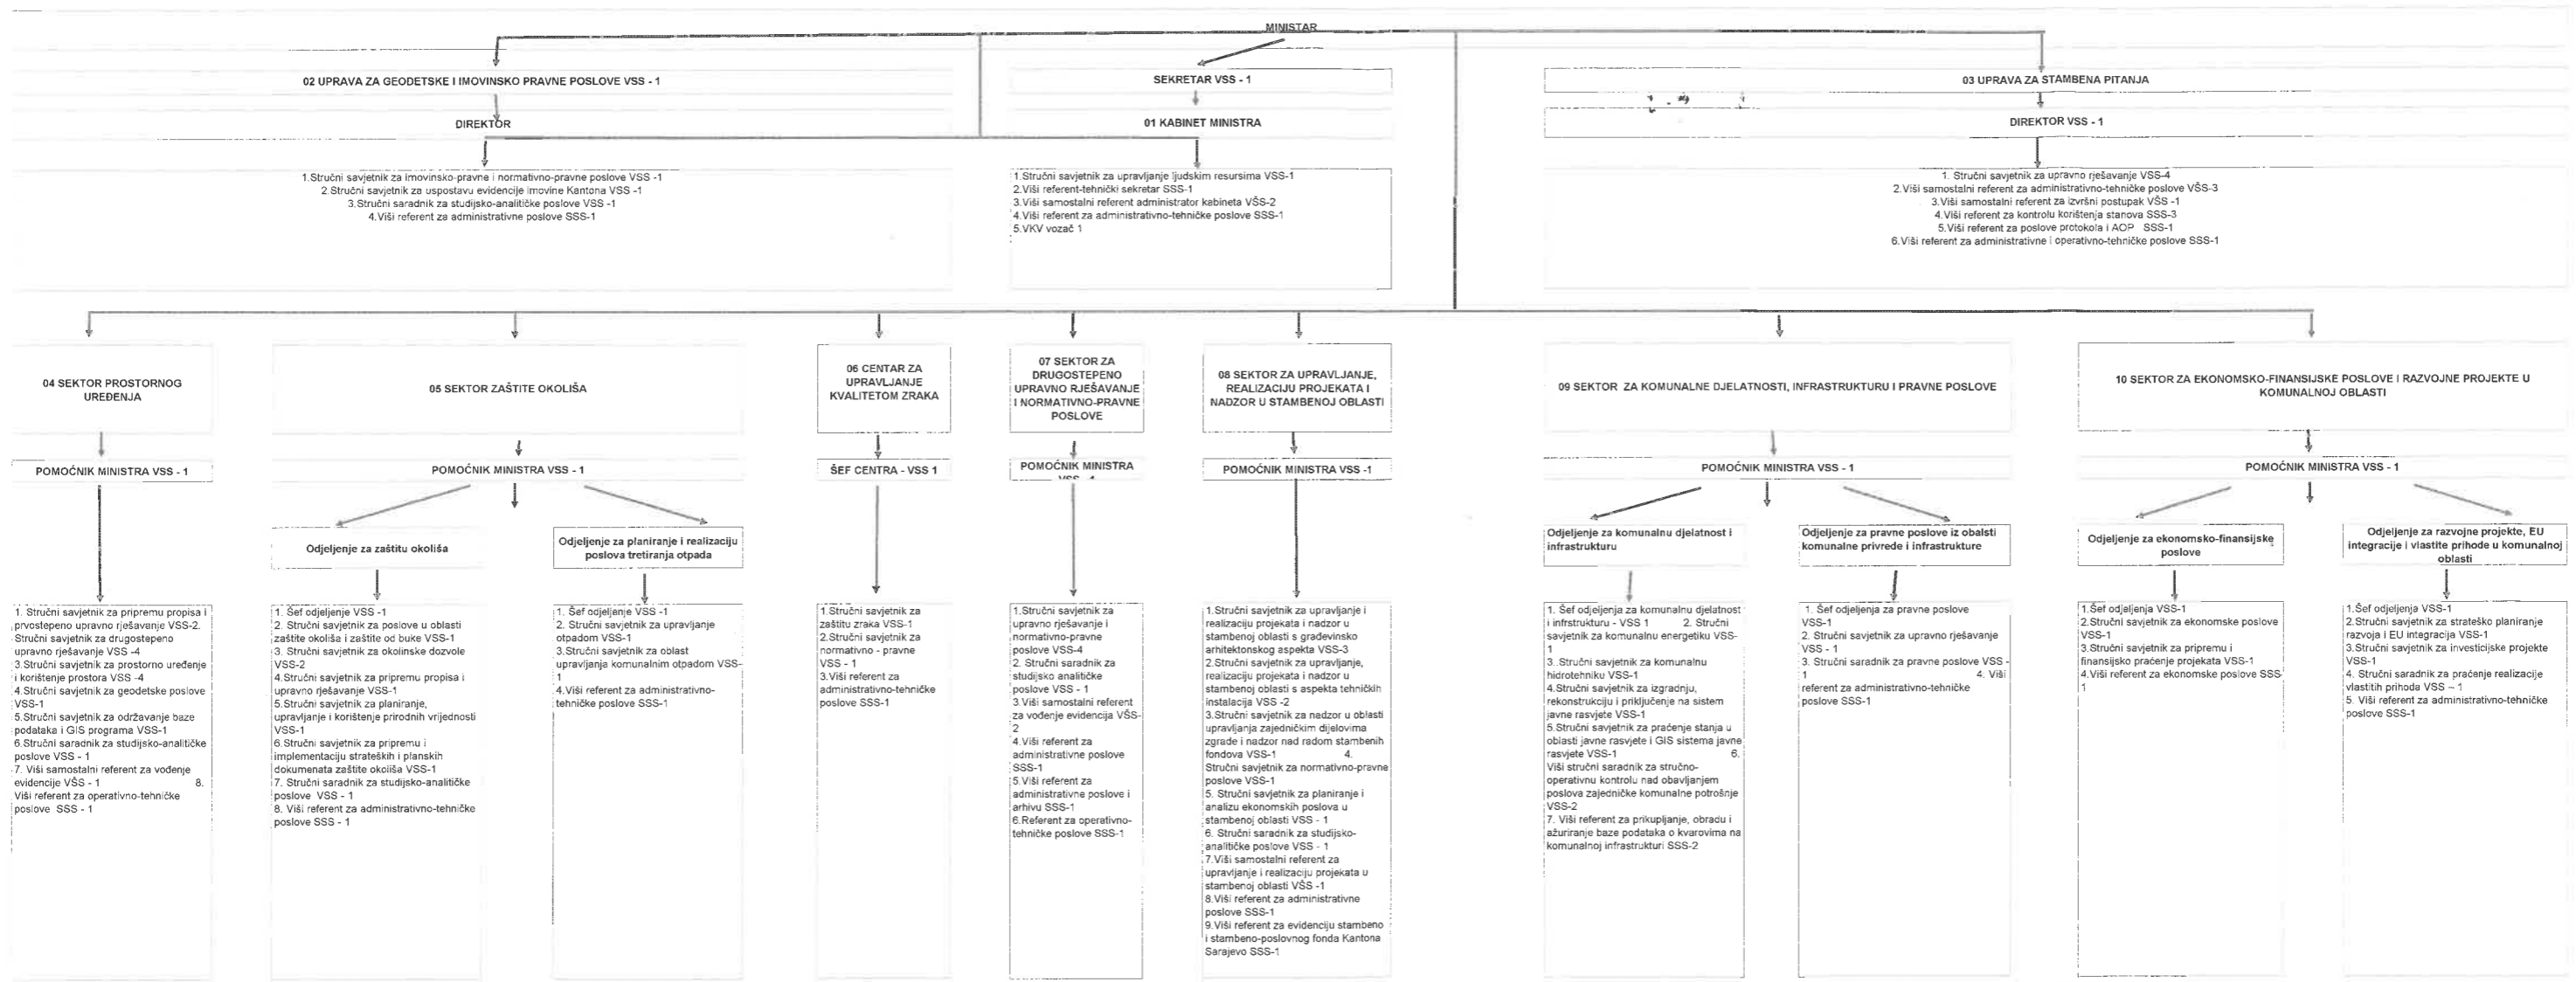 MINISTAR
02 UPRAVA ZA GEODETSKE I IMOVINSKO PRAVNE POSLOVE VSS - 1
SEKRETAR VSS - 1
03 UPRAVA ZA STAMBENA PITANJA
DIREKTOR
01 KABINET MINISTRA
DIREKTOR VSS - 1
1.Stručni savjetnik za imovinsko-pravne i normativno-pravne poslove VSS -1
2.Stručni savjetnik za uspostavu evidencije imovine Kantona VSS -1
3.Stručni saradnik za studijsko-analitičke poslove VSS -1
4.Viši referent za administrativne poslove SSS-1
1.Stručni savjetnik za upravljanje ljudskim resursima VSS-1
2.Viši referent-tehnički sekretar SSS-1
3.Viši samostalni referent administrator kabineta VŠS-2
4.Viši referent za administrativno-tehničke poslove SSS-1
5.VKV vozač 1
1. Stručni savjetnik za upravno rješavanje VSS-4
2.Viši samostalni referent za administrativno-tehničke poslove VŠS-3
3.Viši samostalni referent za izvršni postupak VŠS -1
4.Viši referent za kontrolu korištenja stanova SSS-3
5.Viši referent za poslove protokola i AOP SSS-1
6.Viši referent za administrativne i operativno-tehničke poslove SSS-1
04 SEKTOR PROSTORNOG
UREĐENJA
05 SEKTOR ZAŠTITE OKOLIŠA
06 CENTAR ZA
UPRAVLJANJE
KVALITETOM ZRAKA
07 SEKTOR ZA
DRUGOSTEPENO
UPRAVNO RJEŠAVANJE
I NORMATIVNO-PRAVNE
POSLOVE
08 SEKTOR ZA UPRAVLJANJE,
REALIZACIJU PROJEKATA I
NADZOR U STAMBENOJ OBLASTI
09 SEKTOR ZA KOMUNALNE DJELATNOSTI, INFRASTRUKTURU I PRAVNE POSLOVE
10 SEKTOR ZA EKONOMSKO-FINANSIJSKE POSLOVE I RAZVOJNE PROJEKTE U
KOMUNALNOJ OBLASTI
POMOĆNIK MINISTRA VSS - 1
POMOĆNIK MINISTRA VSS - 1
ŠEF CENTRA - VSS 1
POMOĆNIK MINISTRA
VSS - 1
POMOĆNIK MINISTRA VSS -1
POMOĆNIK MINISTRA VSS - 1
POMOĆNIK MINISTRA VSS - 1
Odjeljenje za zaštitu okoliša
Odjeljenje za planiranje i realizaciju
poslova tretiranja otpada
Odjeljenje za komunalnu djelatnost i
infrastrukturu
Odjeljenje za pravne poslove iz obalsti
komunalne privrede i infrastrukture
Odjeljenje za ekonomsko-finansijske
poslove
Odjeljenje za razvojne projekte, EU
integracije i vlastite prihode u komunalnoj
oblasti
1. Stručni savjetnik za pripremu propisa i
prvostepeno upravno rješavanje VSS-2.
Stručni savjetnik za drugostepeno
upravno rješavanje VSS -4
3.Stručni savjetnik za prostorno uređenje
i korištenje prostora VSS -4
4.Stručni savjetnik za geodetske poslove
VSS-1
5.Stručni savjetnik za održavanje baze
podataka i GIS programa VSS-1
6.Stručni saradnik za studijsko-analitičke
poslove VSS - 1
7. Viši samostalni referent za vođenje
evidencije VŠS - 1 8.
Viši referent za operativno-tehničke
poslove SSS - 1
1. Šef odjeljenje VSS -1
2. Stručni savjetnik za poslove u oblasti
zaštite okoliša i zaštite od buke VSS-1
3. Stručni savjetnik za okolinske dozvole
VSS-2
4.Stručni savjetnik za pripremu propisa i
upravno rješavanje VSS-1
5.Stručni savjetnik za planiranje,
upravljanje i korištenje prirodnih vrijednosti
VSS-1
6.Stručni savjetnik za pripremu i
implementaciju strateških i planskih
dokumenata zaštite okoliša VSS-1
7. Stručni saradnik za studijsko-analitičke
poslove VSS - 1
8. Viši referent za administrativno-tehničke
poslove SSS - 1
1. Šef odjeljenje VSS -1
2. Stručni savjetnik za upravljanje
otpadom VSS-1
3.Stručni savjetnik za oblast
upravljanja komunalnim otpadom VSS-
1
4.Viši referent za administrativno-
tehničke poslove SSS-1
1.Stručni savjetnik za
zaštitu zraka VSS-1
2.Stručni savjetnik za
normativno - pravne
VSS - 1
3.Viši referent za
administrativno-tehničke
poslove SSS-1
1.Stručni savjetnik za
upravno rješavanje i
normativno-pravne
poslove VSS-4
2. Stručni saradnik za
studijsko analitičke
poslove VSS - 1
3.Viši samostalni referent
za vođenje evidencija VŠS-
2
4.Viši referent za
administrativne poslove
SSS-1
5.Viši referent za
administrativne poslove i
arhivu SSS-1
6.Referent za operativno-
tehničke poslove SSS-1
1.Stručni savjetnik za upravljanje i
realizaciju projekata i nadzor u
stambenoj oblasti s građevinsko
arhitektonskog aspekta VSS-3
2.Stručni savjetnik za upravljanje,
realizaciju projekata i nadzor u
stambenoj oblasti s aspekta tehničkih
instalacija VSS -2
3.Stručni savjetnik za nadzor u oblasti
upravljanja zajedničkim dijelovima
zgrade i nadzor nad radom stambenih
fondova VSS-1 4.
Stručni savjetnik za normativno-pravne
poslove VSS-1
5. Stručni savjetnik za planiranje i
analizu ekonomskih poslova u
stambenoj oblasti VSS - 1
6. Stručni saradnik za studijsko-
analitičke poslove VSS - 1
7.Viši samostalni referent za
upravljanje i realizaciju projekata u
stambenoj oblasti VŠS -1
8.Viši referent za administrativne
poslove SSS-1
9.Viši referent za evidenciju stambeno
i stambeno-poslovnog fonda Kantona
Sarajevo SSS-1
1. Šef odjeljenja za komunalnu djelatnost
i infrstrukturu - VSS 1 2. Stručni
savjetnik za komunalnu energetiku VSS-
1
3..Stručni savjetnik za komunalnu
hidrotehniku VSS-1
4.Stručni savjetnik za izgradnju,
rekonstrukciju i priključenje na sistem
javne rasvjete VSS-1
5.Stručni savjetnik za praćenje stanja u
oblasti javne rasvjete i GIS sistema javne
rasvjete VSS-1 6.
Viši stručni saradnik za stručno-
operativnu kontrolu nad obavljanjem
poslova zajedničke komunalne potrošnje
VSS-2
7. Viši referent za prikupljanje, obradu i
ažuriranje baze podataka o kvarovima na
komunalnoj infrastrukturi SSS-2
1. Šef odjeljenja za pravne poslove
VSS-1
2. Stručni savjetnik za upravno rješavanje
VSS - 1
3. Stručni saradnik za pravne poslove VSS -
1 4. Viši
referent za administrativno-tehničke
poslove SSS-1
1.Šef odjeljenja VSS-1
2.Stručni savjetnik za ekonomske poslove
VSS-1
3.Stručni savjetnik za pripremu i
finansijsko praćenje projekata VSS-1
4.Viši referent za ekonomske poslove SSS-
1
1.Šef odjeljenja VSS-1
2.Stručni savjetnik za strateško planiranje
razvoja i EU integracija VSS-1
3.Stručni savjetnik za investicijske projekte
VSS-1
4. Stručni saradnik za praćenje realizacije
vlastitih prihoda VSS – 1
5. Viši referent za administrativno-tehničke
poslove SSS-1